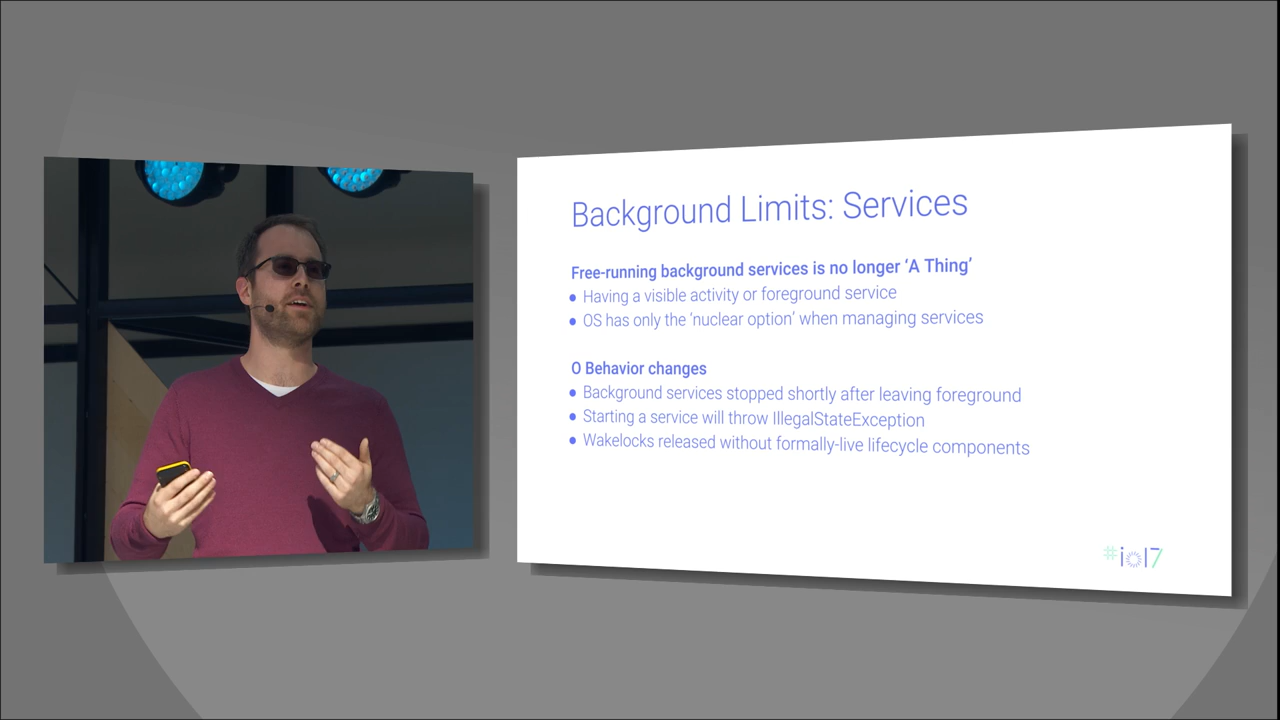 Background Limits: Services
Free-running background services is no longer ‘A Thing’
• Having a visible activity or foreground service
• OS has only the ‘nuclear option’ when managing services
O Behavior changes
• Background services stopped shortly after leaving foreground
• Starting a service will throw IllegalStateException
• Wakelocks released without formally-live lifecycle components
#io17